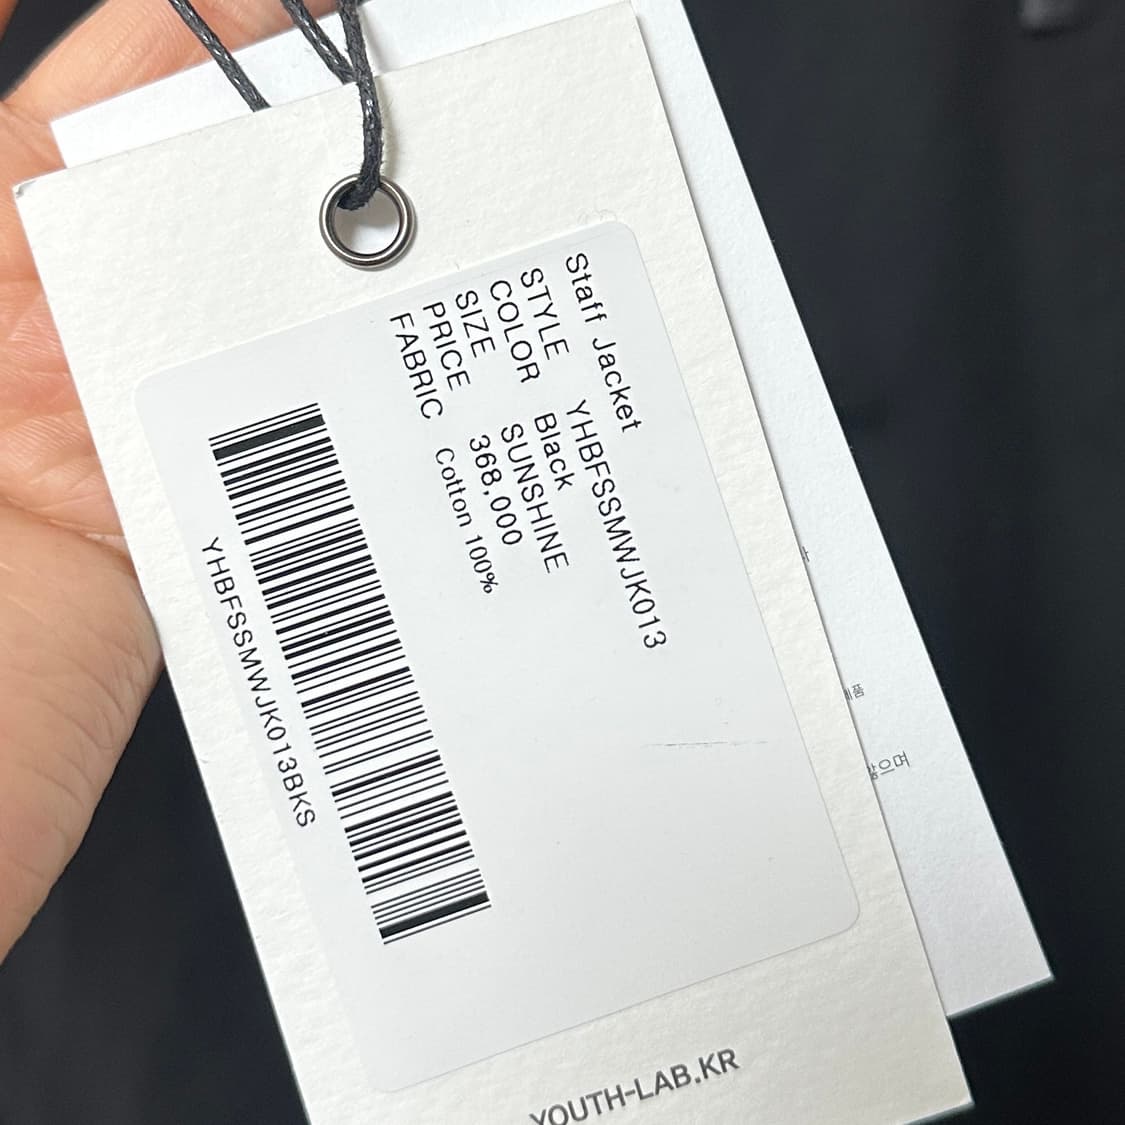 Staff Jacket
STYLE YHBFSSMWJK013
COLOR Black
SIZE SUNSHINE
PRICE 368,000
FABRIC Cotton 100%
YHBFSSMWJK013BKS
YOUTH-LAB.KR